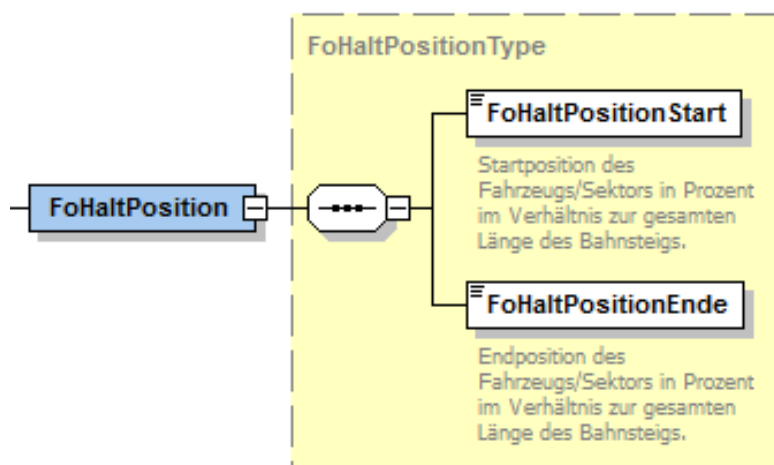 FoHaltPositionType
FoHaltPositionStart
Startposition des
Fahrzeugs/Sektors in Prozent
im Verhältnis zur gesamten
Länge des Bahnsteigs.
FoHaltPosition
FoHaltPositionEnde
Endposition des
Fahrzeugs/Sektors in Prozent
im Verhältnis zur gesamten
Länge des Bahnsteigs.